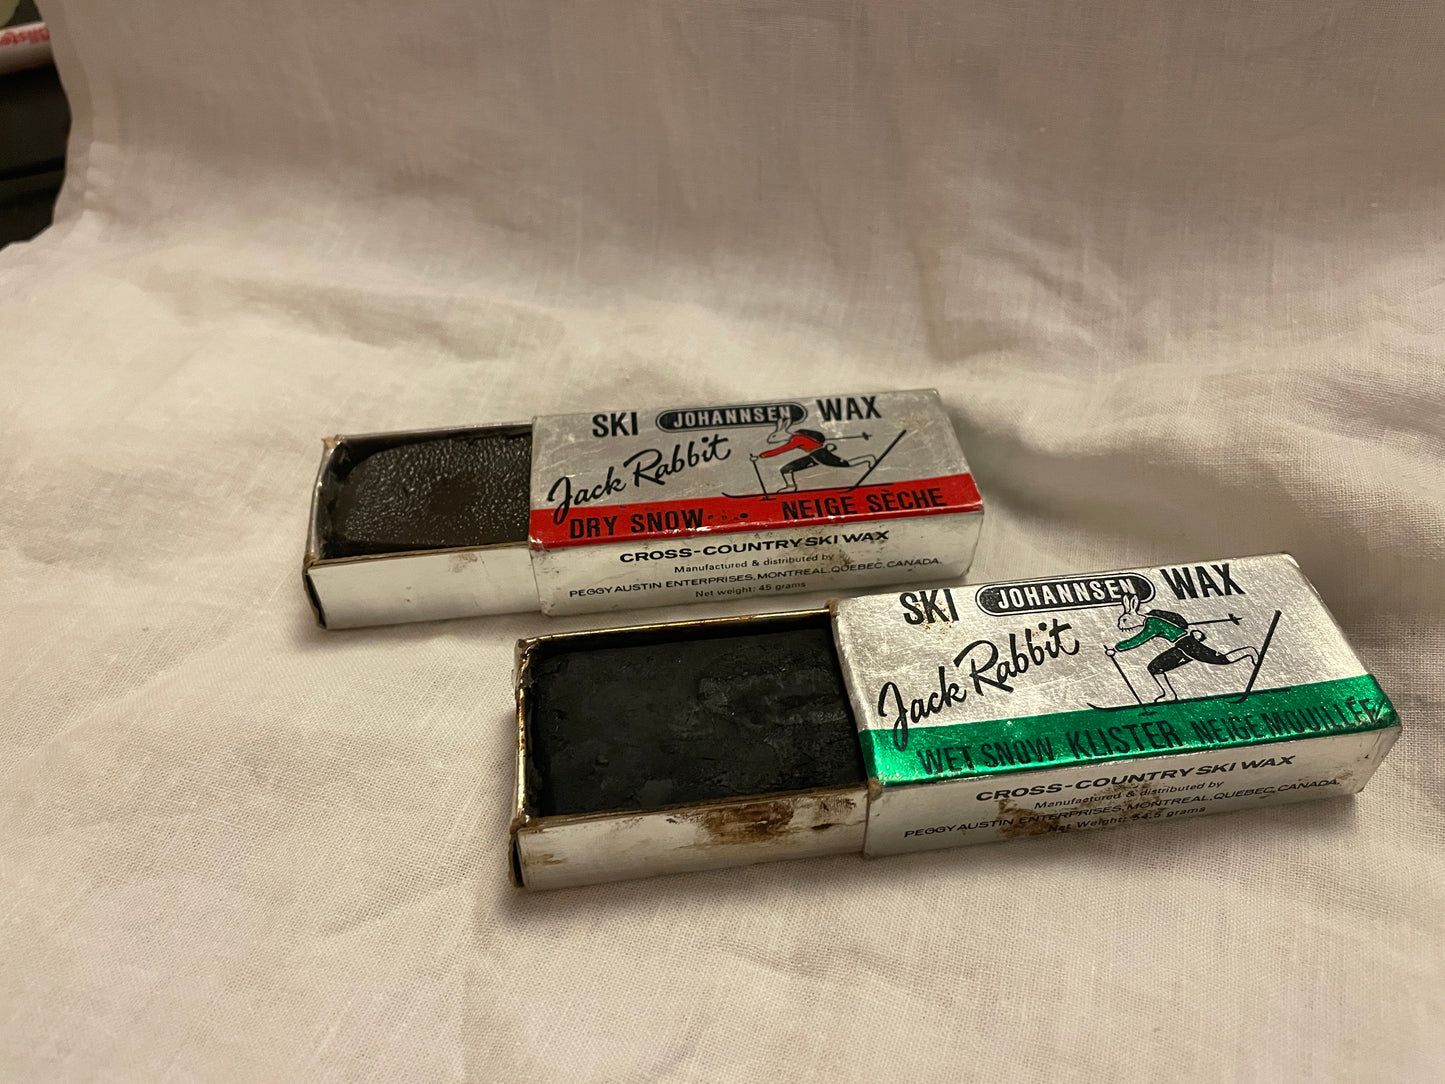 SKI JOHANNSEN WAX
Jack Rabbit
DRY SNOW NEIGE SÈCHE
CROSS-COUNTRY SKI WAX
Manufactured & distributed by
PEGGY AUSTIN ENTERPRISES, MONTREAL, QUEBEC, CANADA.
Net weight: 45 grams
SKI JOHANNSEN WAX
Jack Rabbit
WET SNOW KLISTER NEIGE MOUILLÉE
CROSS-COUNTRY SKI WAX
Manufactured & distributed by
PEGGY AUSTIN ENTERPRISES, MONTREAL, QUEBEC, CANADA.
Net Weight: 54.5 grams